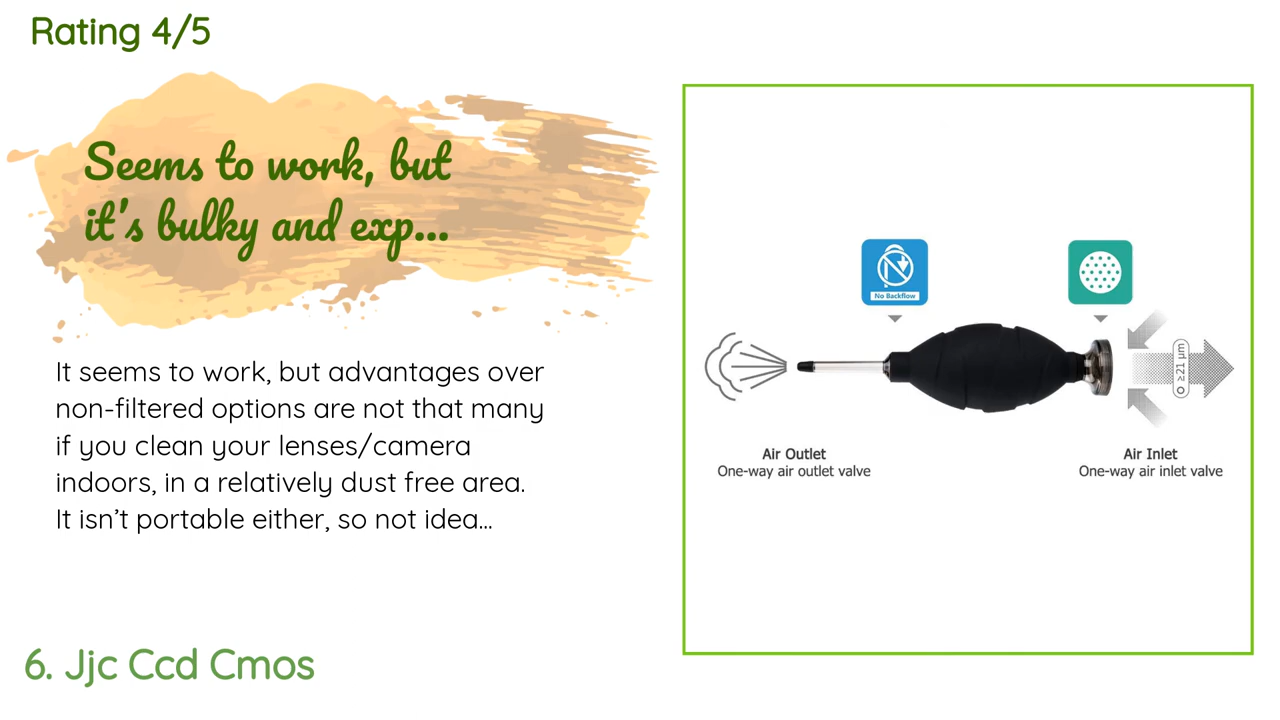 Rating 4/5
Seems to work, but
it's bulky and exp...
It seems to work, but advantages over
non-filtered options are not that many
if you clean your lenses/camera
indoors, in a relatively dust free area.
It isn't portable either, so not idea...
No Backflow
≥21 μm
Air Outlet
One-way air outlet valve
Air Inlet
One-way air inlet valve
6. Jjc Ccd Cmos